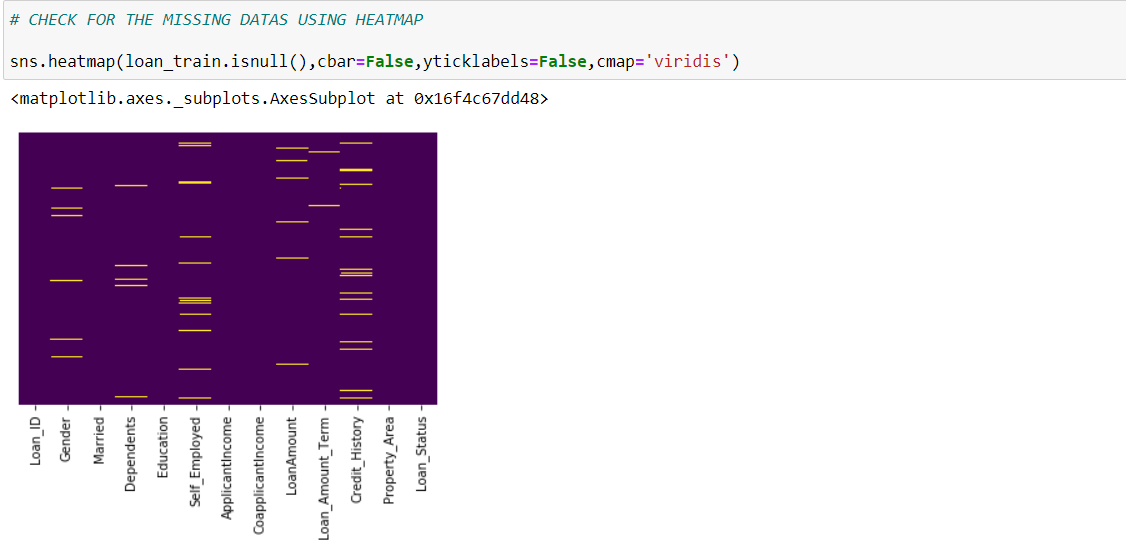 # CHECK FOR THE MISSING DATAS USING HEATMAP
sns.heatmap(loan_train.isnull(),cbar=False,yticklabels=False,cmap='viridis')
<matplotlib.axes._subplots.AxesSubplot at 0x16f4c67dd48>
Loan_ID
Gender
Married
Dependents
Education
Self_Employed
ApplicantIncome
CoapplicantIncome
LoanAmount
Loan_Amount_Term
Credit_History
Property_Area
Loan_Status